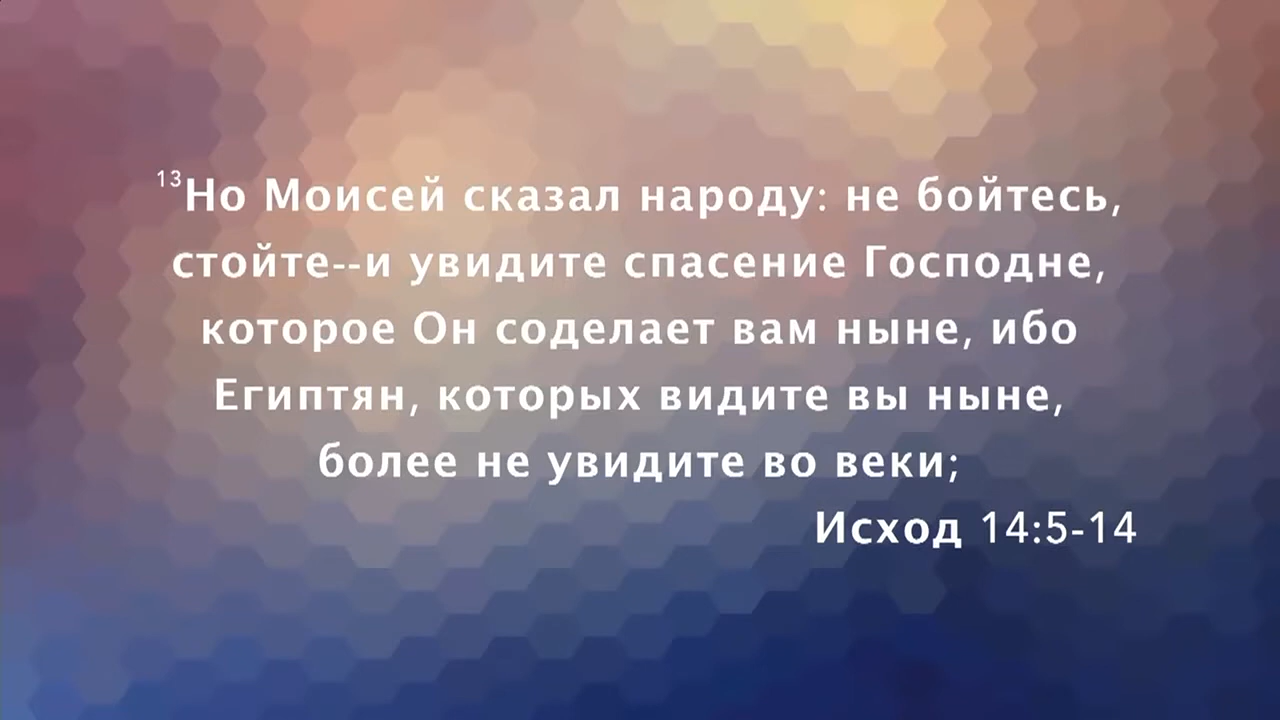 13Но Моисей сказал народу: не бойтесь,
стойте--и увидите спасение Господне,
которое Он соделает вам ныне, ибо
Египтян, которых видите вы ныне,
более не увидите во веки;
Исход 14:5-14